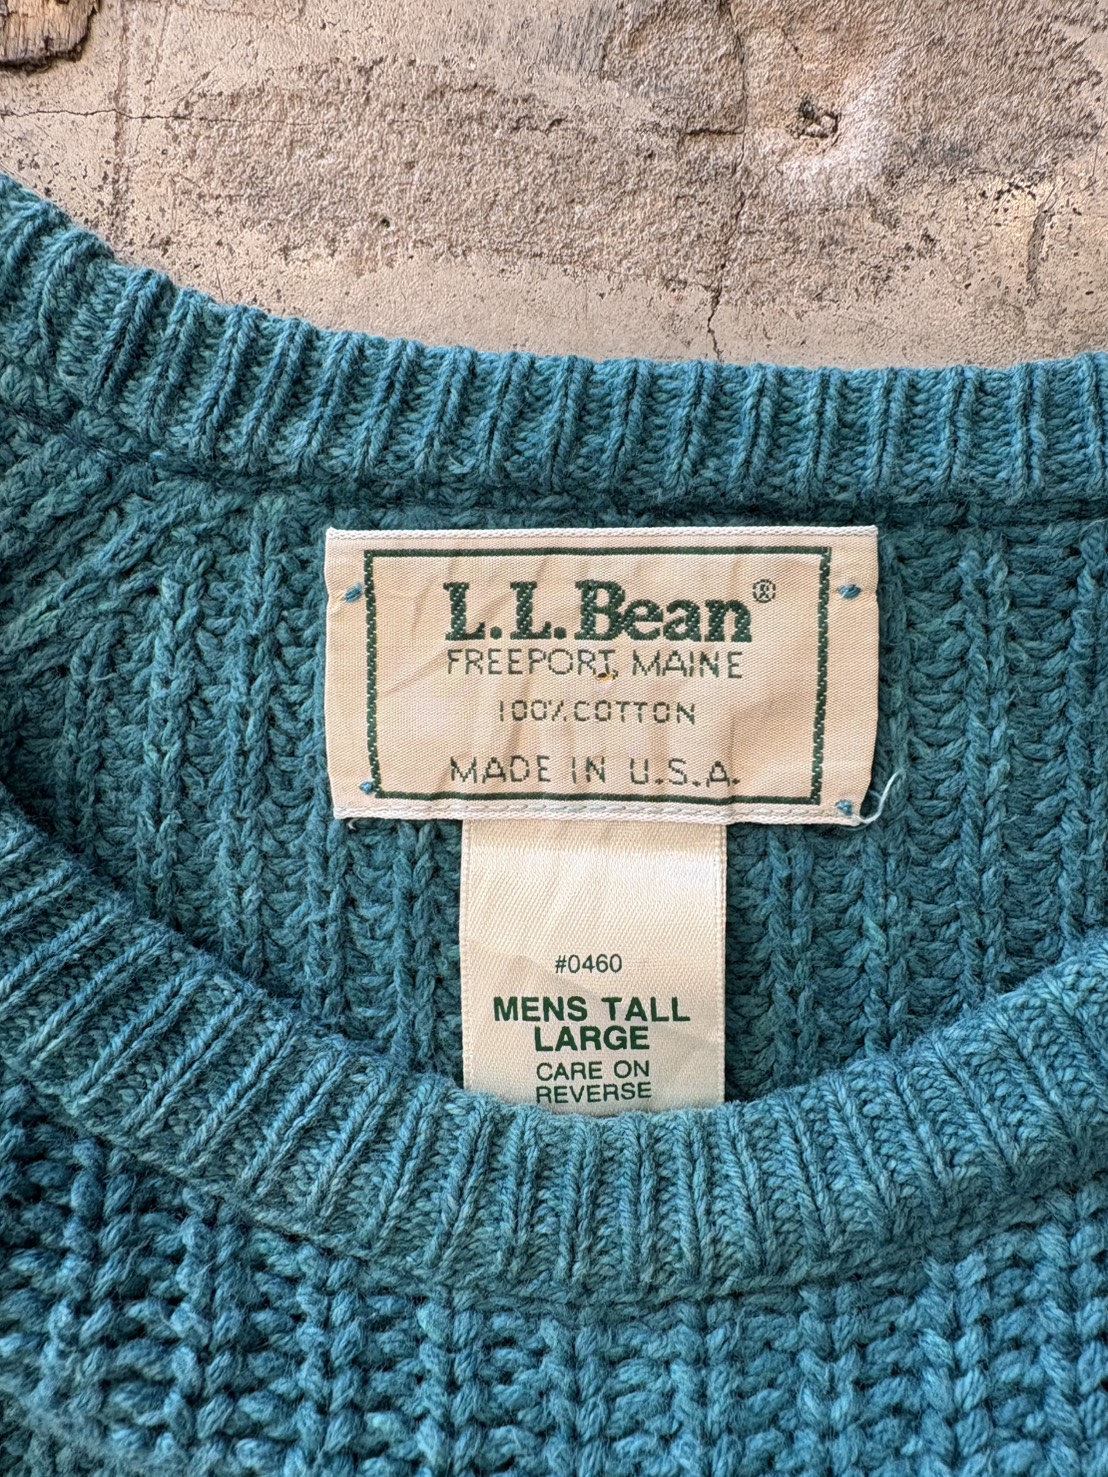 L.L.Bean®
FREEPORT, MAINE
100% COTTON
MADE IN U.S.A.
#0460
MENS TALL
LARGE
CARE ON
REVERSE